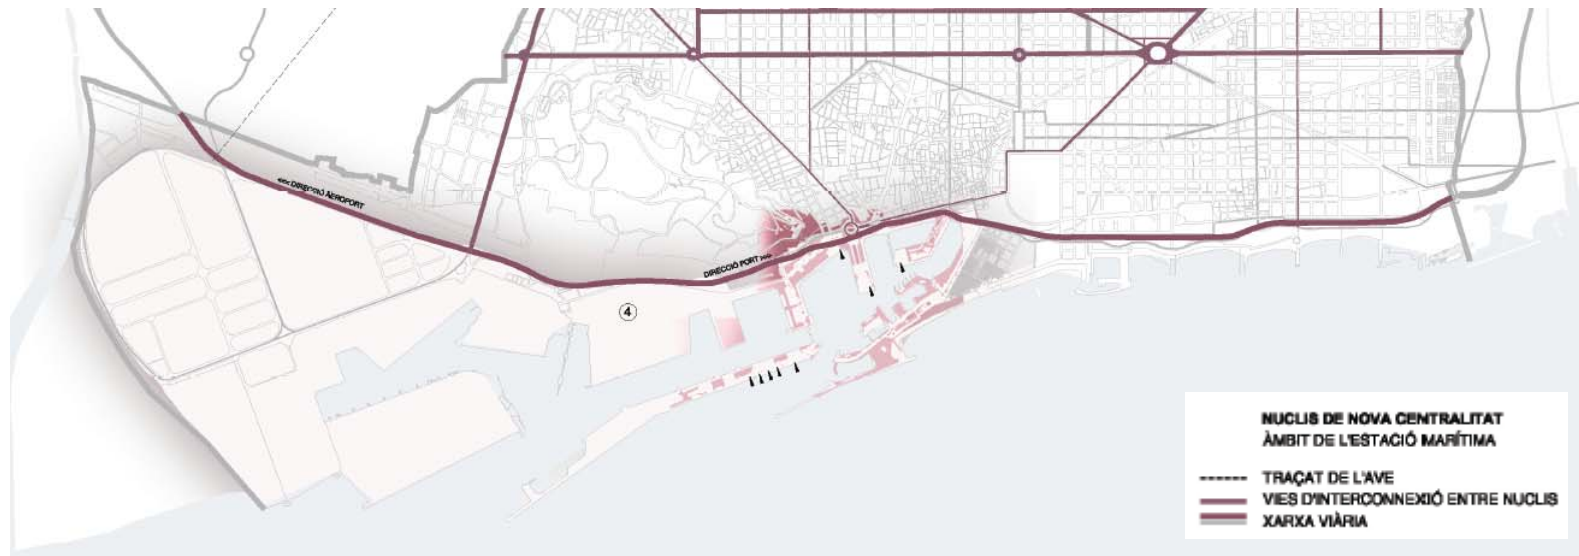 <<< DIRECCIÓ AEROPORT
DIRECCIÓ PORT >>>
4
NUCLIS DE NOVA CENTRALITAT
ÀMBIT DE L'ESTACIÓ MARÍTIMA
TRAÇAT DE L'AVE
VIES D'INTERCONNEXIÓ ENTRE NUCLIS
XARXA VIÀRIA